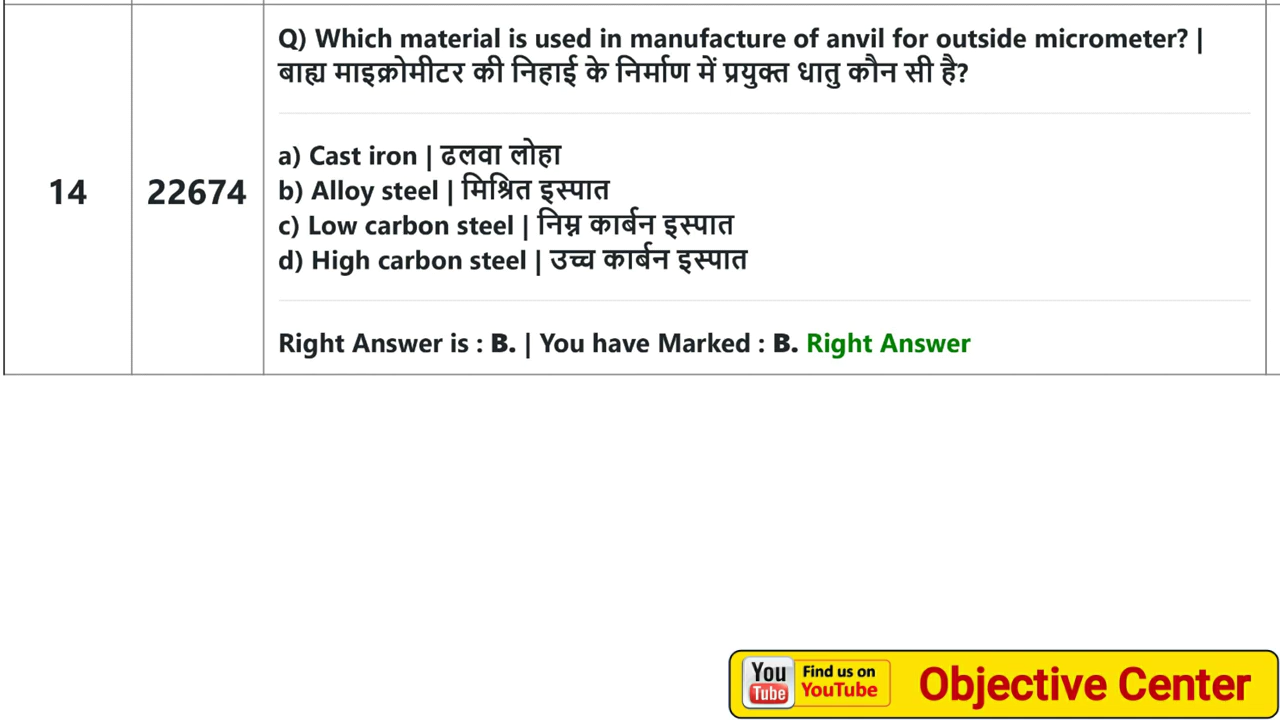 Q) Which material is used in manufacture of anvil for outside micrometer? |
बाह्य माइक्रोमीटर की निहाई के निर्माण में प्रयुक्त धातु कौन सी है?
14
22674
a) Cast iron | ढलवा लोहा
b) Alloy steel | मिश्रित इस्पात
c) Low carbon steel | निम्न कार्बन इस्पात
d) High carbon steel | उच्च कार्बन इस्पात
Right Answer is : B. | You have Marked : B. Right Answer
You Tube
Find us on
YouTube
Objective Center